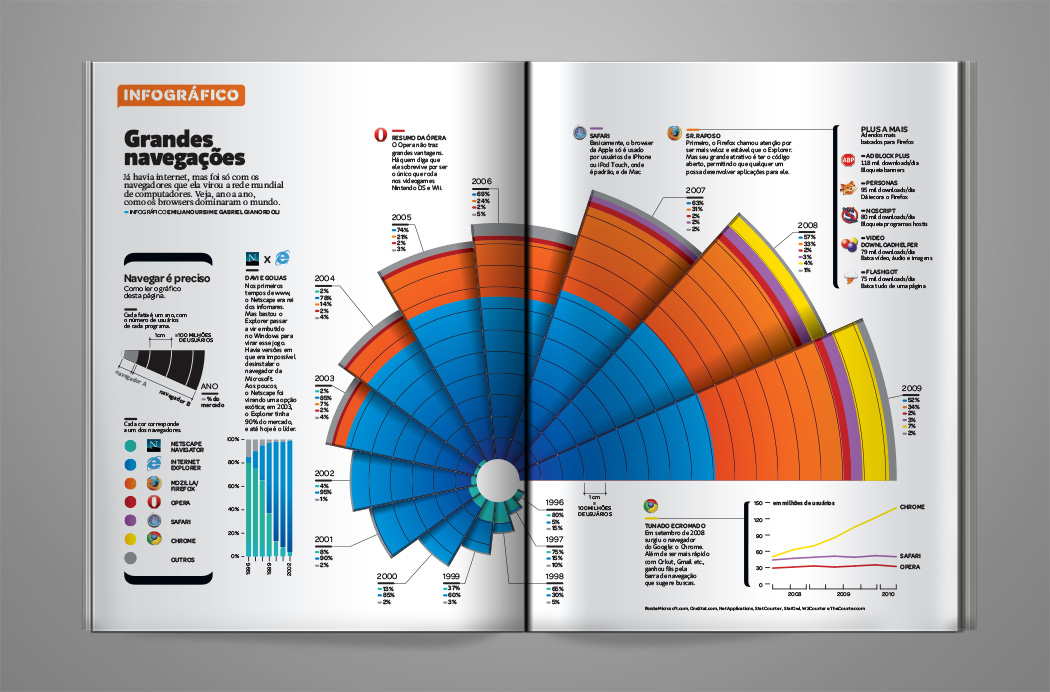 INFOGRÁFICO
Grandes
navegações
Já havia internet, mas foi só com os
navegadores que ela virou a rede mundial
de computadores. Veja, ano a ano,
como os browsers dominaram o mundo.
INFOGRÁFICO EMILIANO URBIM E GABRIEL GIANORDOLI
Navegar é preciso
Como ler o gráfico
desta página.
Cada fatia é um ano, com
o número de usuários
de cada programa.
1cm =100 MILHÕES
DE USUÁRIOS
navegador A
navegador B
ANO
% do
mercado
Cada cor corresponde
a um dos navegadores.
NETSCAPE
NAVIGATOR
INTERNET
EXPLORER
MOZILLA/
FIREFOX
OPERA
SAFARI
CHROME
OUTROS
N X
DAVI E GOLIAS
Nos primeiros
tempos de www,
o Netscape era rei
dos infomares.
Mas bastou o
Explorer passar
a vir embutido
no Windows para
virar esse jogo.
Havia versões em
que era impossível
desinstalar o
navegador da
Microsoft.
Aos poucos,
o Netscape foi
virando uma opção
exótica; em 2003,
o Explorer tinha
90% do mercado,
e até hoje é o líder.
100%
80%
60%
40%
20%
0%
1996
1999
2002
RESUMO DA ÓPERA
O Opera não traz
grandes vantagens.
Há quem diga que
ele sobrevive por ser
o único que roda
nos videogames
Nintendo DS e Wii.
2006
69%
24%
2%
5%
2005
74%
21%
2%
3%
2004
2%
78%
14%
2%
4%
2003
2%
85%
7%
2%
4%
2002
4%
95%
1%
2001
8%
90%
2%
2000
13%
85%
2%
1999
37%
60%
3%
1996
80%
5%
15%
1997
75%
15%
10%
1998
65%
30%
5%
SAFARI
Basicamente, o browser
da Apple só é usado
por usuários de iPhone
ou iPod Touch, onde
é padrão, e de Mac
SR. RAPOSO
Primeiro, o Firefox chamou atenção por
ser mais veloz e estável que o Explorer.
Mas seu grande atrativo é ter o código
aberto, permitindo que qualquer um
possa desenvolver aplicações para ele.
PLUS A MAIS
Adendos mais
baixados para Firefox
ABP
AD BLOCK PLUS
118 mil downloads/dia
Bloqueia banners
PERSONAS
95 mil downloads/dia
Dá leocra o Firefox
NOSCRIPT
80 mil downloads/dia
Bloqueia programas hostis
VIDEO
DOWNLOADHELPER
79 mil downloads/dia
Baixa vídeo, áudio e imagens
FLASHGOT
75 mil downloads/dia
Baixa tudo de uma página
2007
63%
31%
2%
2%
2%
2008
57%
33%
2%
3%
4%
1%
2009
52%
34%
2%
3%
7%
2%
1cm
=
100 MILHÕES
DE USUÁRIOS
TUNADO E CROMADO
Em setembro de 2008
surgiu o navegador
do Google: o Chrome.
Além de ser mais rápido
com Orkut, Gmail etc.,
ganhou fãs pela
barra de navegação
que sugere buscas.
150
em milhões de usuários
120
90
60
30
0
CHROME
SAFARI
OPERA
2008
2009
2010
Fonte Microsoft.com, OneStat.com, NetApplications, StatCounter, StatOwl, W3Counter e TheCounter.com